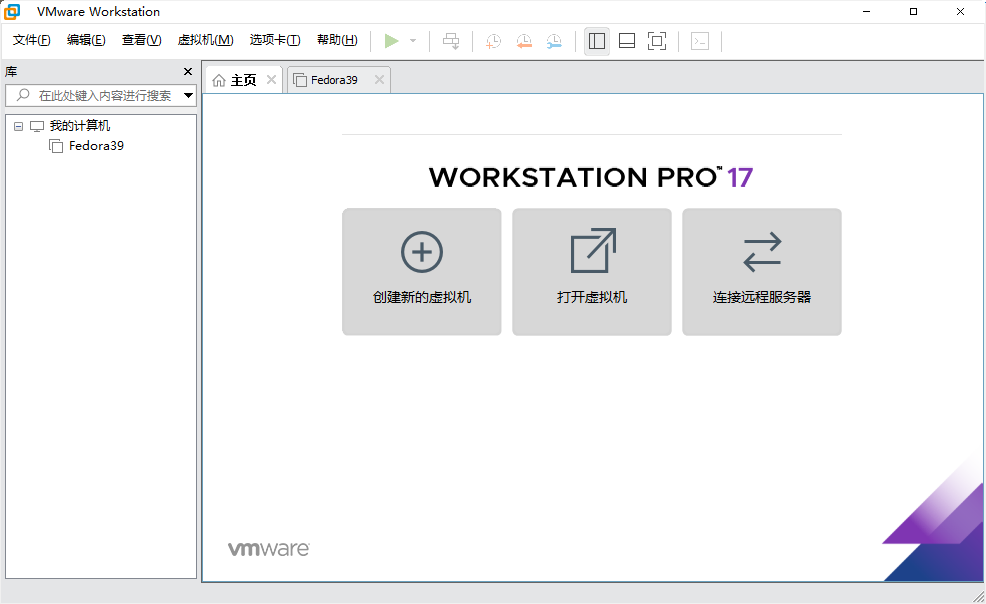 VMware Workstation
文件(F) 编辑(E) 查看(V) 虚拟机(M) 选项卡(T) 帮助(H)
库
在此处键入内容进行搜索
我的计算机
Fedora39
主页 Fedora39
WORKSTATION PRO™ 17
创建新的虚拟机 打开虚拟机 连接远程服务器
vmware